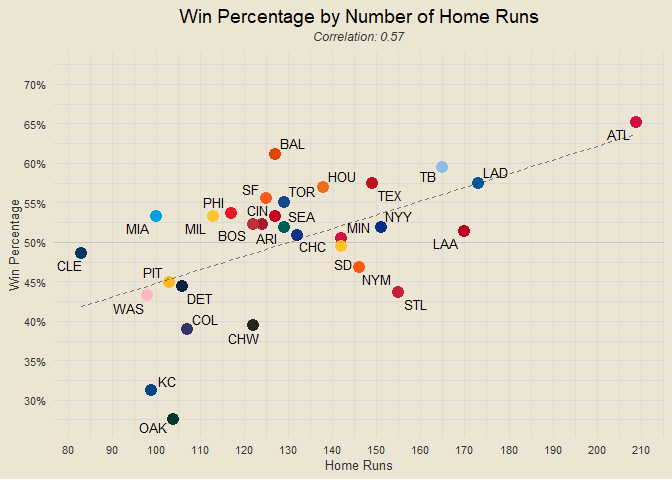 Win Percentage by Number of Home Runs
Correlation: 0.57
70%
65%
ATL
60%
BAL
TB
LAD
HOU
55%
SF
TOR
TEX
PHI
CIN
SEA
NYY
MIA
MIL
BOS
ARI
CHC
MIN
LAA
50%
CLE
SD
45%
PIT
NYM
WAS
DET
STL
40%
COL
CHW
35%
KC
30%
OAK
80 90 100 110 120 130 140 150 160 170 180 190 200 210
Home Runs
Win Percentage